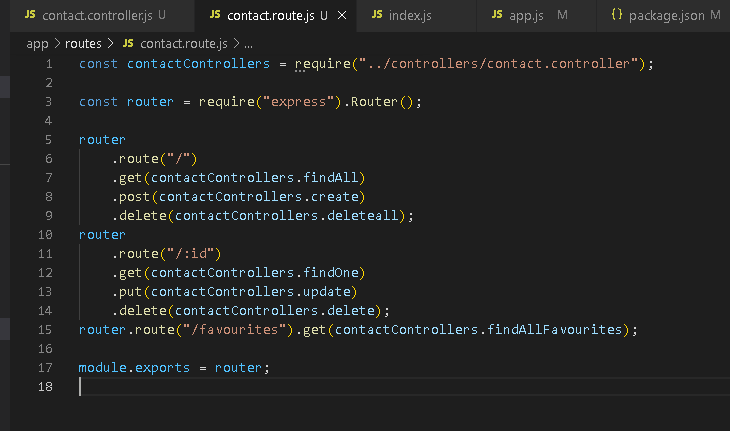 JS contact.controller.js U JS contact.route.js U × JS index.js JS app.js M {} package.json M
app > routes > JS contact.route.js > ...
1 const contactControllers = require("../controllers/contact.controller");
2
3 const router = require("express").Router();
4
5 router
6 .route("/")
7 .get(contactControllers.findAll)
8 .post(contactControllers.create)
9 .delete(contactControllers.deleteall);
10 router
11 .route("/:id")
12 .get(contactControllers.findOne)
13 .put(contactControllers.update)
14 .delete(contactControllers.delete);
15 router.route("/favourites").get(contactControllers.findAllFavourites);
16
17 module.exports = router;
18